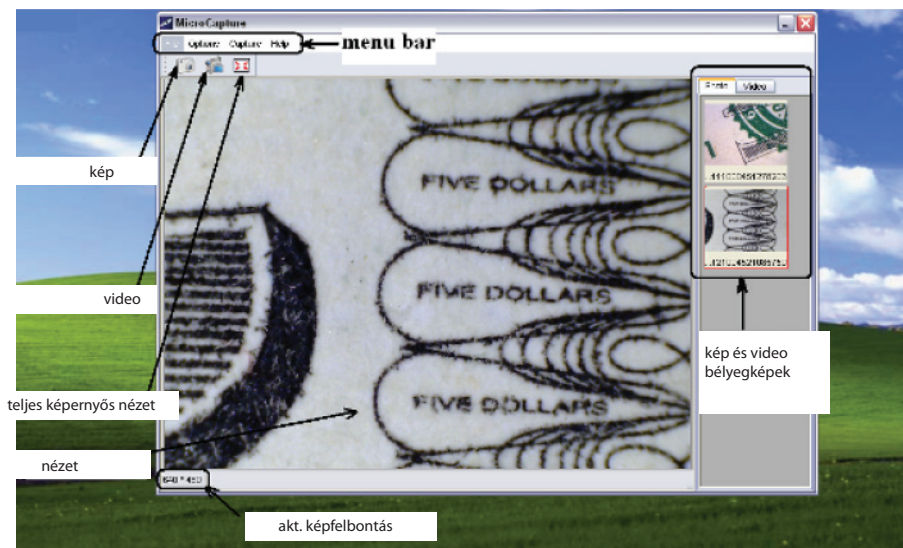 MicroCapture
Options Capture Help
menu bar
Photo Video
kép
FIVE DOLLARS
video
FIVE DOLLARS
kép és video
bélyegképek
teljes képernyős nézet
FIVE DOLLARS
nézet
640 * 480
akt. képfelbontás